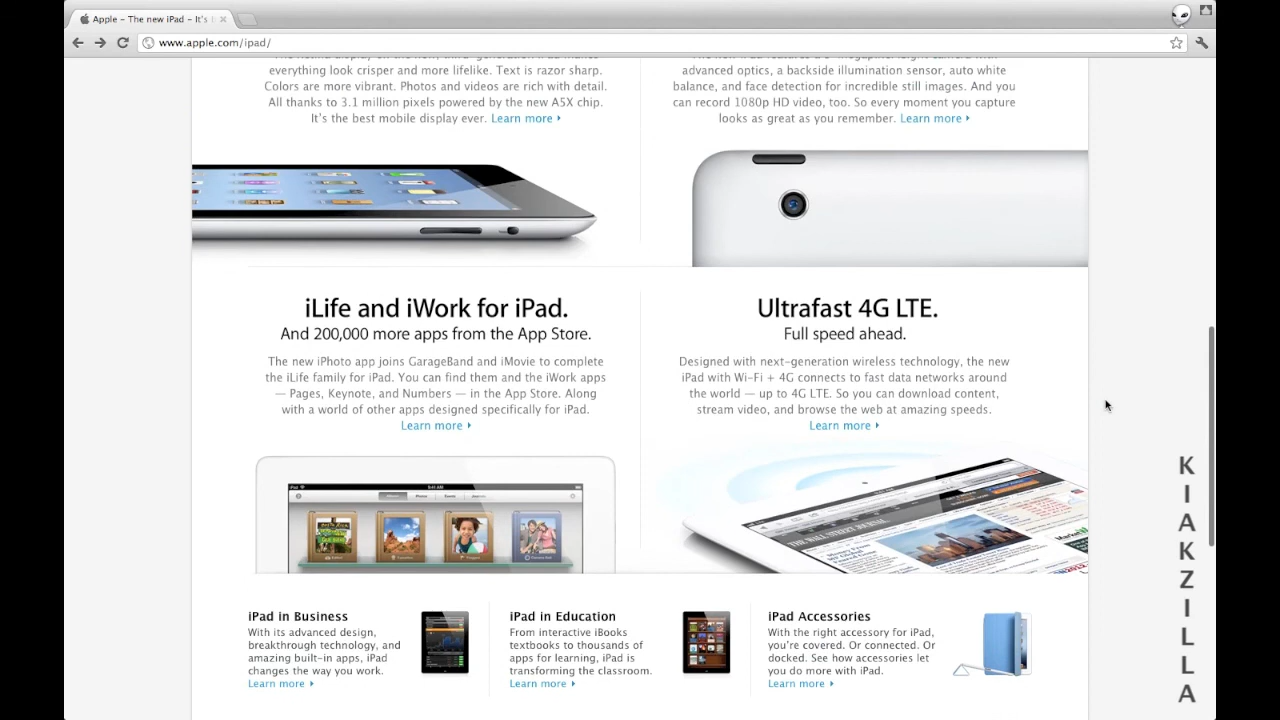 Apple – The new iPad – It's
www.apple.com/ipad/
everything look crisper and more lifelike. Text is razor sharp.
Colors are more vibrant. Photos and videos are rich with detail.
All thanks to 3.1 million pixels powered by the new A5X chip.
It's the best mobile display ever. Learn more
advanced optics, a backside illumination sensor, auto white
balance, and face detection for incredible still images. And you
can record 1080p HD video, too. So every moment you capture
looks as great as you remember. Learn more
iLife and iWork for iPad.
And 200,000 more apps from the App Store.
The new iPhoto app joins GarageBand and iMovie to complete
the iLife family for iPad. You can find them and the iWork apps
— Pages, Keynote, and Numbers — in the App Store. Along
with a world of other apps designed specifically for iPad.
Learn more
Ultrafast 4G LTE.
Full speed ahead.
Designed with next-generation wireless technology, the new
iPad with Wi-Fi + 4G connects to fast data networks around
the world — up to 4G LTE. So you can download content,
stream video, and browse the web at amazing speeds.
Learn more
9:41 AM
THE WALL STREET JOURNAL
iPad in Business
With its advanced design,
breakthrough technology, and
amazing built-in apps, iPad
changes the way you work.
Learn more
iPad in Education
From interactive iBooks
textbooks to thousands of
apps for learning, iPad is
transforming the classroom.
Learn more
iPad Accessories
With the right accessory for iPad,
you're covered. Or connected. Or
docked. See how accessories let
you do more with iPad.
Learn more
KIAKZILLA